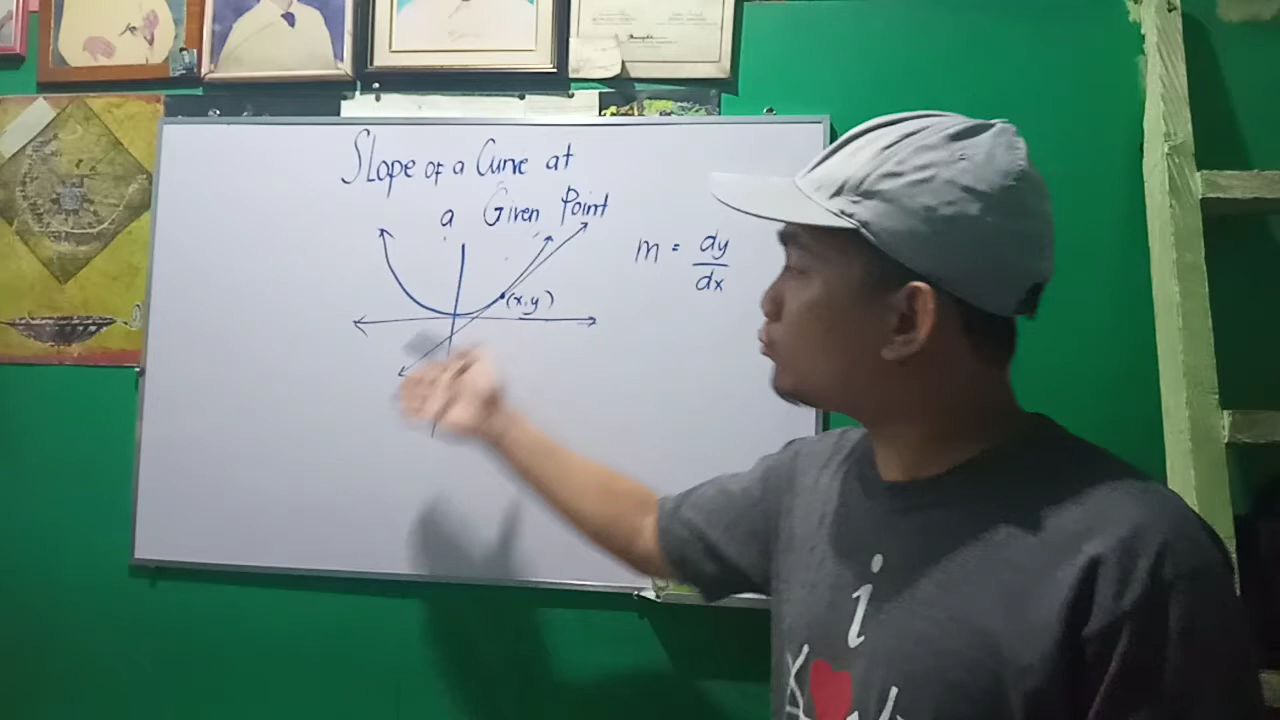 Slope of a Curve at
a Given Point
m = dy
dx
(x,y)
i